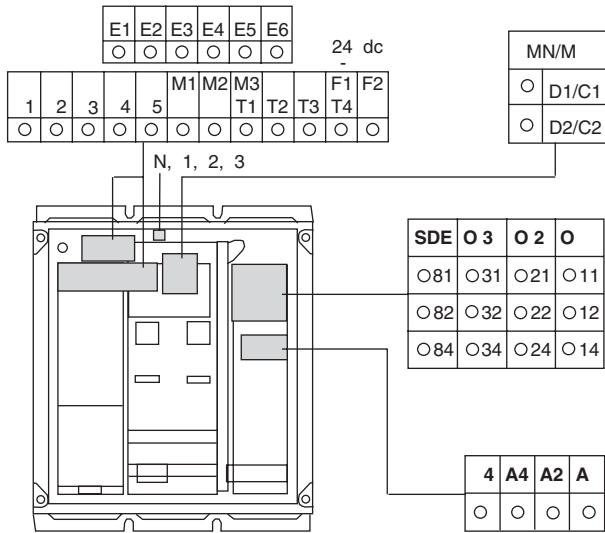 E1 E2 E3 E4 E5 E6
24 dc
-
M1 M2 M3 F1 F2
1 2 3 4 5 T1 T2 T3 T4
N, 1, 2, 3
MN/M
D1/C1
D2/C2
SDE O 3 O 2 O
81 31 21 11
82 32 22 12
84 34 24 14
4 A4 A2 A